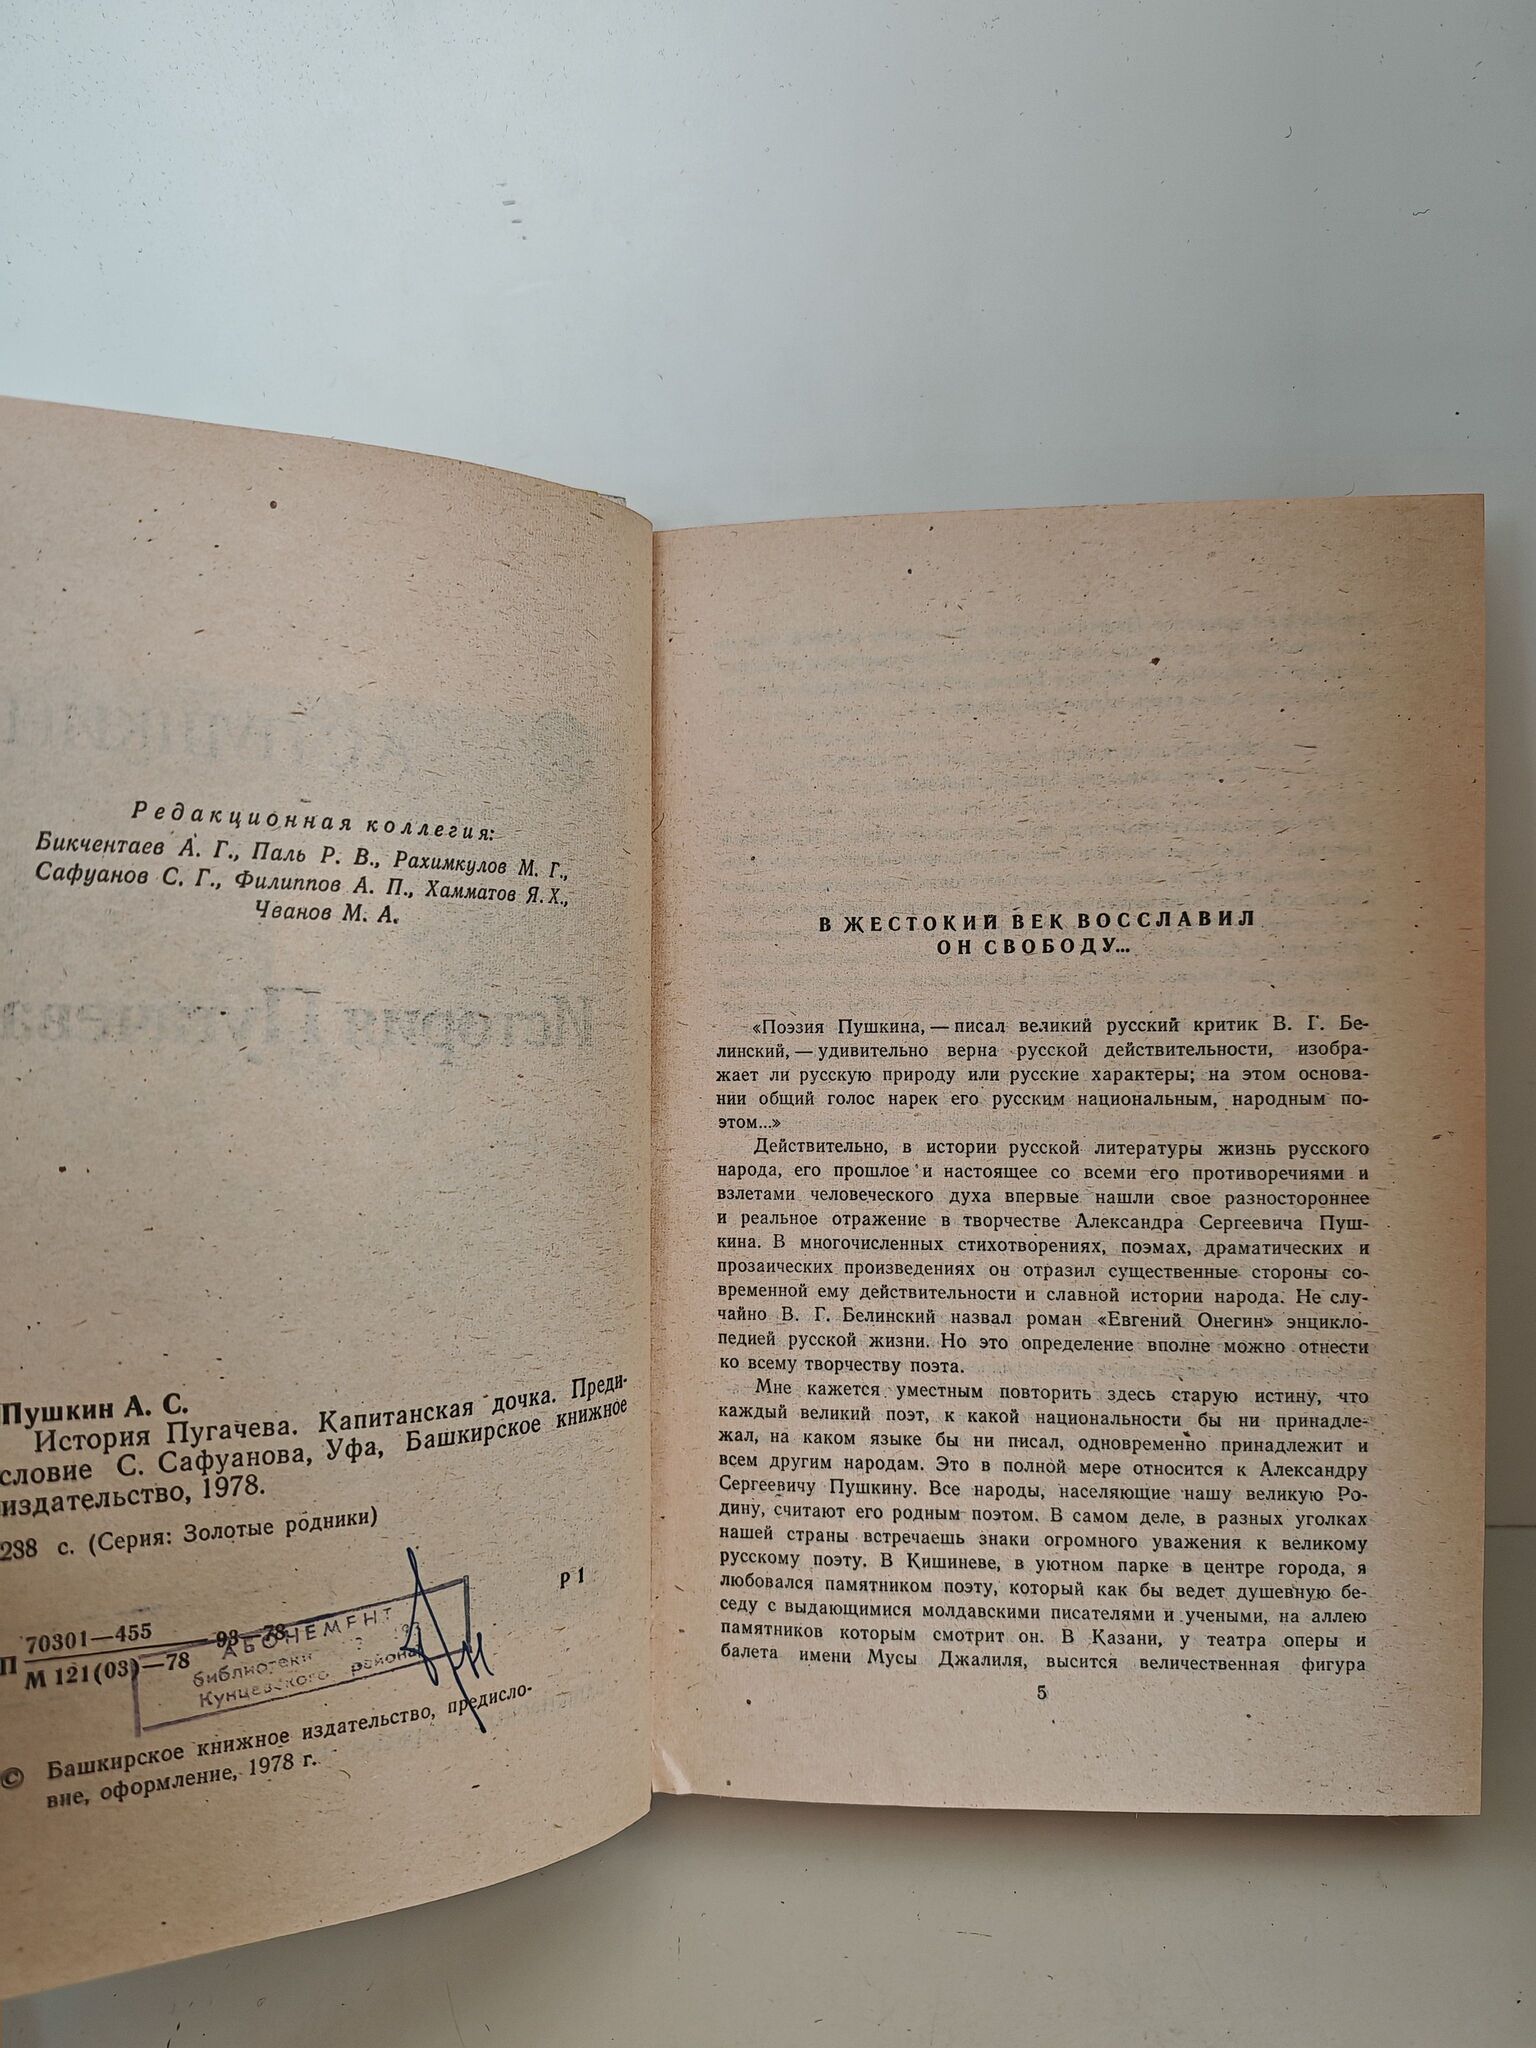 Редакционная коллегия:
Бикчентаев А. Г., Паль Р. В., Рахимкулов М. Г.,
Сафуанов С. Г., Филиппов А. П., Хамматов Я. Х.,
Чванов М. А.
Пушкин А. С.
История Пугачева. Капитанская дочка. Преди-
словие С. Сафуанова, Уфа, Башкирское книжное
издательство, 1978.
238 с. (Серия: Золотые родники)
Р 1
П 70301—455 93—78
М 121(03)—78
АБОНЕМЕНТ
библиотеки
Кунцевского района
© Башкирское книжное издательство, предисло-
вие, оформление, 1978 г.
В ЖЕСТОКИЙ ВЕК ВОССЛАВИЛ
ОН СВОБОДУ...
«Поэзия Пушкина, — писал великий русский критик В. Г. Бе-
линский, — удивительно верна русской действительности, изобра-
жает ли русскую природу или русские характеры; на этом основа-
нии общий голос нарек его русским национальным, народным по-
этом...»
Действительно, в истории русской литературы жизнь русского
народа, его прошлое и настоящее со всеми его противоречиями и
взлетами человеческого духа впервые нашли свое разностороннее
и реальное отражение в творчестве Александра Сергеевича Пуш-
кина. В многочисленных стихотворениях, поэмах, драматических и
прозаических произведениях он отразил существенные стороны со-
временной ему действительности и славной истории народа. Не слу-
чайно В. Г. Белинский назвал роман «Евгений Онегин» энцикло-
педией русской жизни. Но это определение вполне можно отнести
ко всему творчеству поэта.
Мне кажется уместным повторить здесь старую истину, что
каждый великий поэт, к какой национальности бы ни принадле-
жал, на каком языке бы ни писал, одновременно принадлежит и
всем другим народам. Это в полной мере относится к Александру
Сергеевичу Пушкину. Все народы, населяющие нашу великую Ро-
дину, считают его родным поэтом. В самом деле, в разных уголках
нашей страны встречаешь знаки огромного уважения к великому
русскому поэту. В Кишиневе, в уютном парке в центре города, я
любовался памятником поэту, который как бы ведет душевную бе-
седу с выдающимися молдавскими писателями и учеными, на аллею
памятников которым смотрит он. В Казани, у театра оперы и
балета имени Мусы Джалиля, высится величественная фигура
5